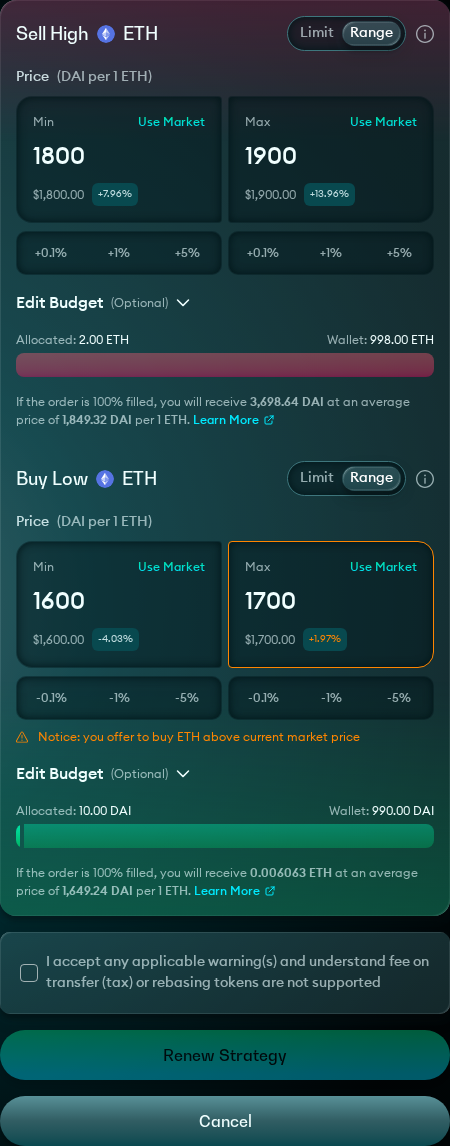 Sell High ETH Limit Range
Price (DAI per 1 ETH)
Min Use Market Max Use Market
1800 1900
$1,800.00 +7.96% $1,900.00 +13.96%
+0.1% +1% +5% +0.1% +1% +5%
Edit Budget (Optional)
Allocated: 2.00 ETH Wallet: 998.00 ETH
If the order is 100% filled, you will receive 3,698.64 DAI at an average
price of 1,849.32 DAI per 1 ETH. Learn More
Buy Low ETH Limit Range
Price (DAI per 1 ETH)
Min Use Market Max Use Market
1600 1700
$1,600.00 -4.03% $1,700.00 +1.97%
-0.1% -1% -5% -0.1% -1% -5%
Notice: you offer to buy ETH above current market price
Edit Budget (Optional)
Allocated: 10.00 DAI Wallet: 990.00 DAI
If the order is 100% filled, you will receive 0.006063 ETH at an average
price of 1,649.24 DAI per 1 ETH. Learn More
I accept any applicable warning(s) and understand fee on
transfer (tax) or rebasing tokens are not supported
Renew Strategy
Cancel